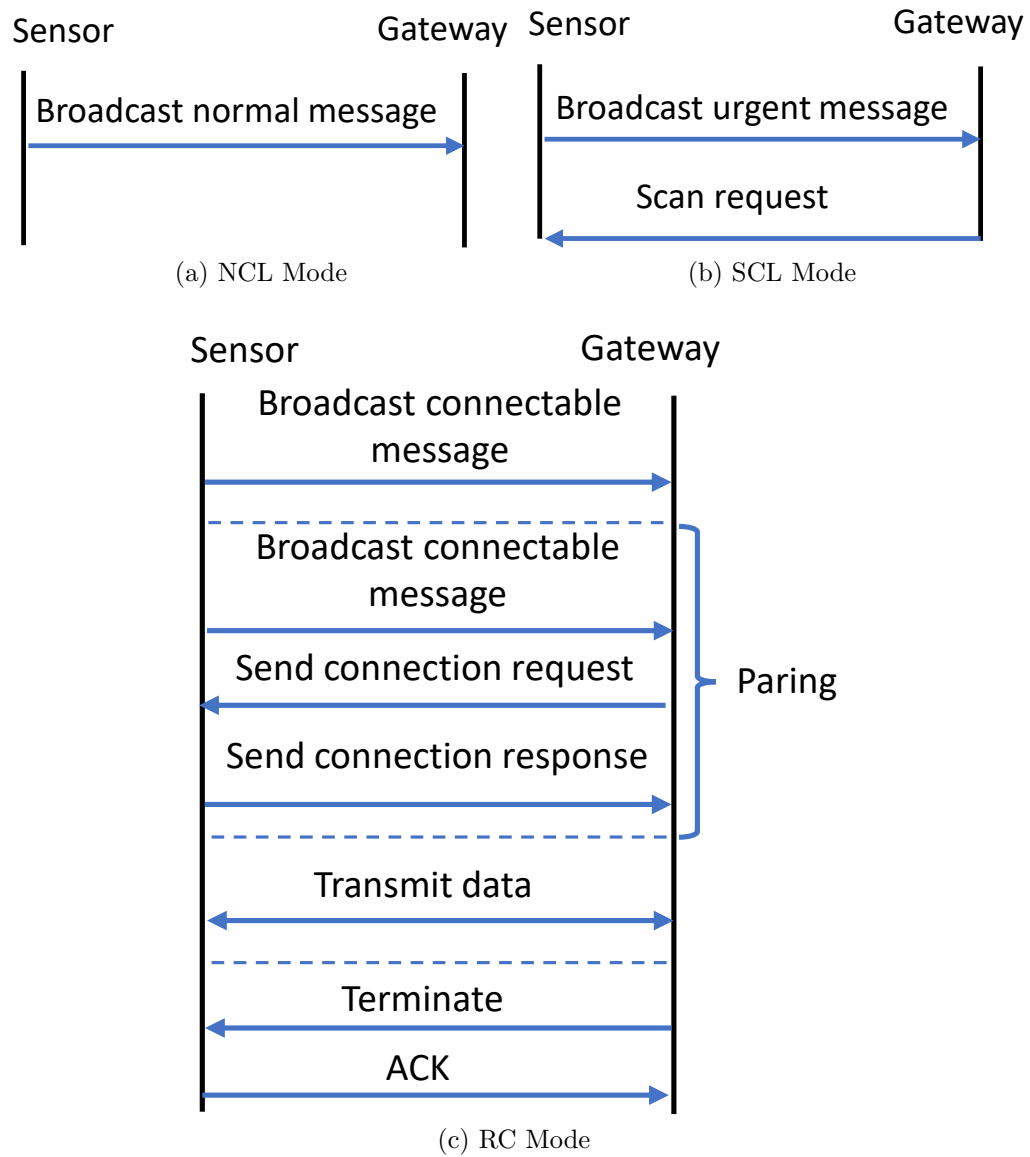 Sensor
Gateway
Broadcast normal message
(a) NCL Mode
Sensor
Gateway
Broadcast urgent message
Scan request
(b) SCL Mode
Sensor
Gateway
Broadcast connectable
message
Broadcast connectable
message
Send connection request
Send connection response
Paring
Transmit data
Terminate
ACK
(c) RC Mode